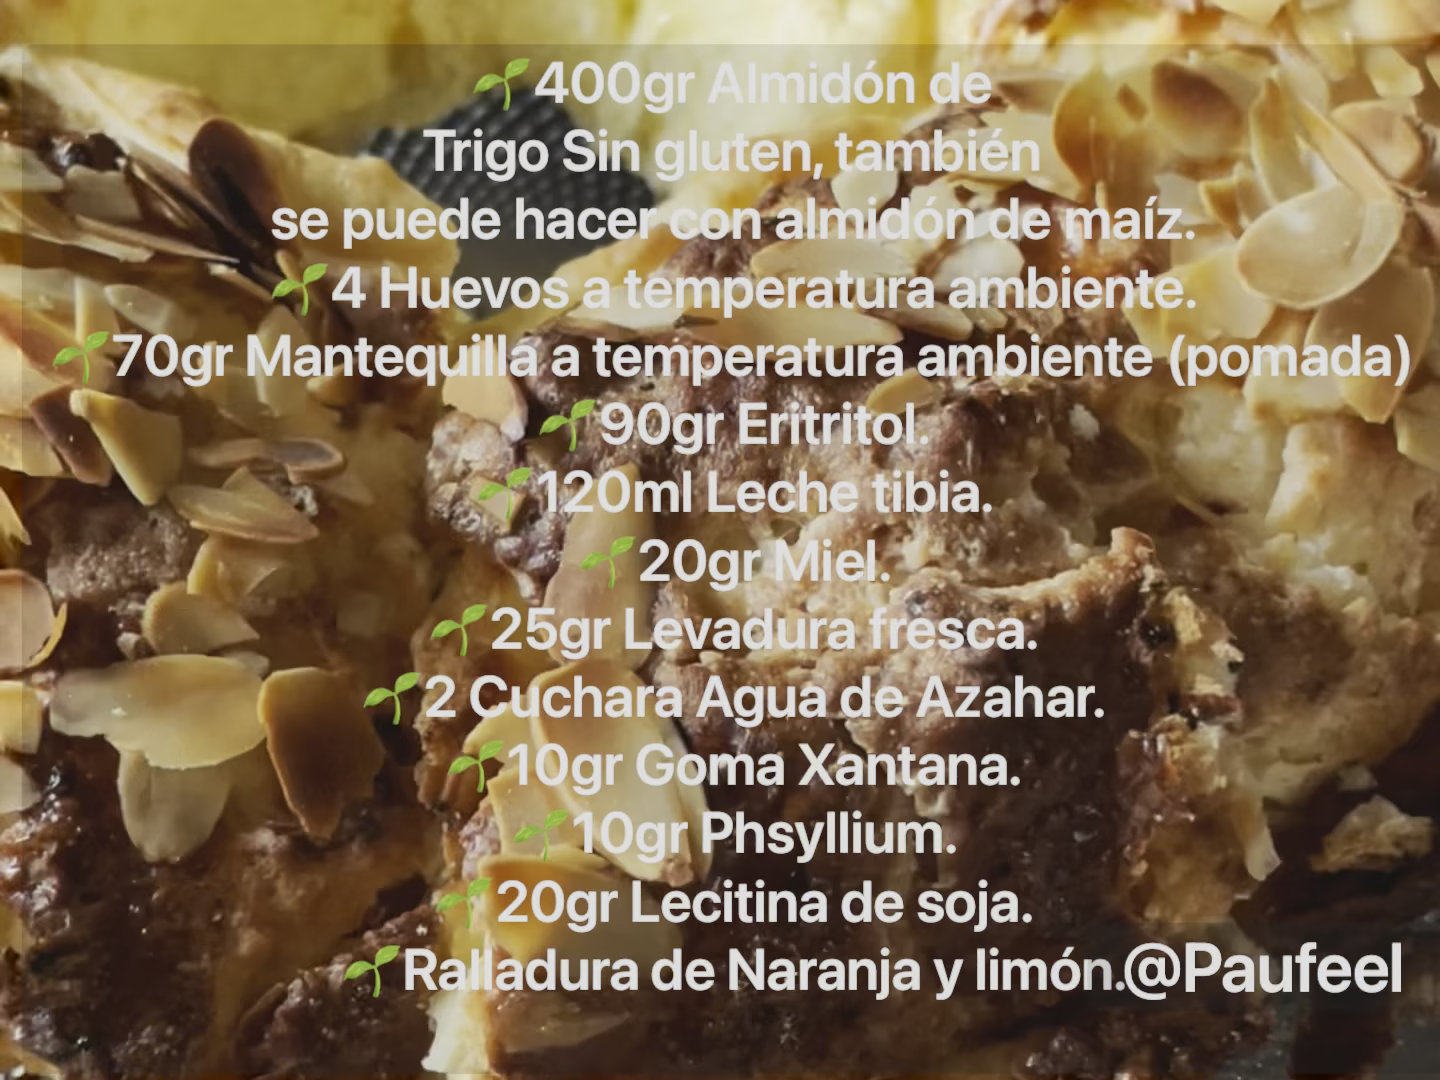 🌱400gr Almidón de
Trigo Sin gluten, también
se puede hacer con almidón de maíz.
🌱4 Huevos a temperatura ambiente.
🌱70gr Mantequilla a temperatura ambiente (pomada)
🌱90gr Eritritol.
🌱120ml Leche tibia.
🌱20gr Miel.
🌱25gr Levadura fresca.
🌱2 Cuchara Agua de Azahar.
🌱10gr Goma Xantana.
🌱10gr Phsyllium.
🌱20gr Lecitina de soja.
🌱Ralladura de Naranja y limón.@Paufeel